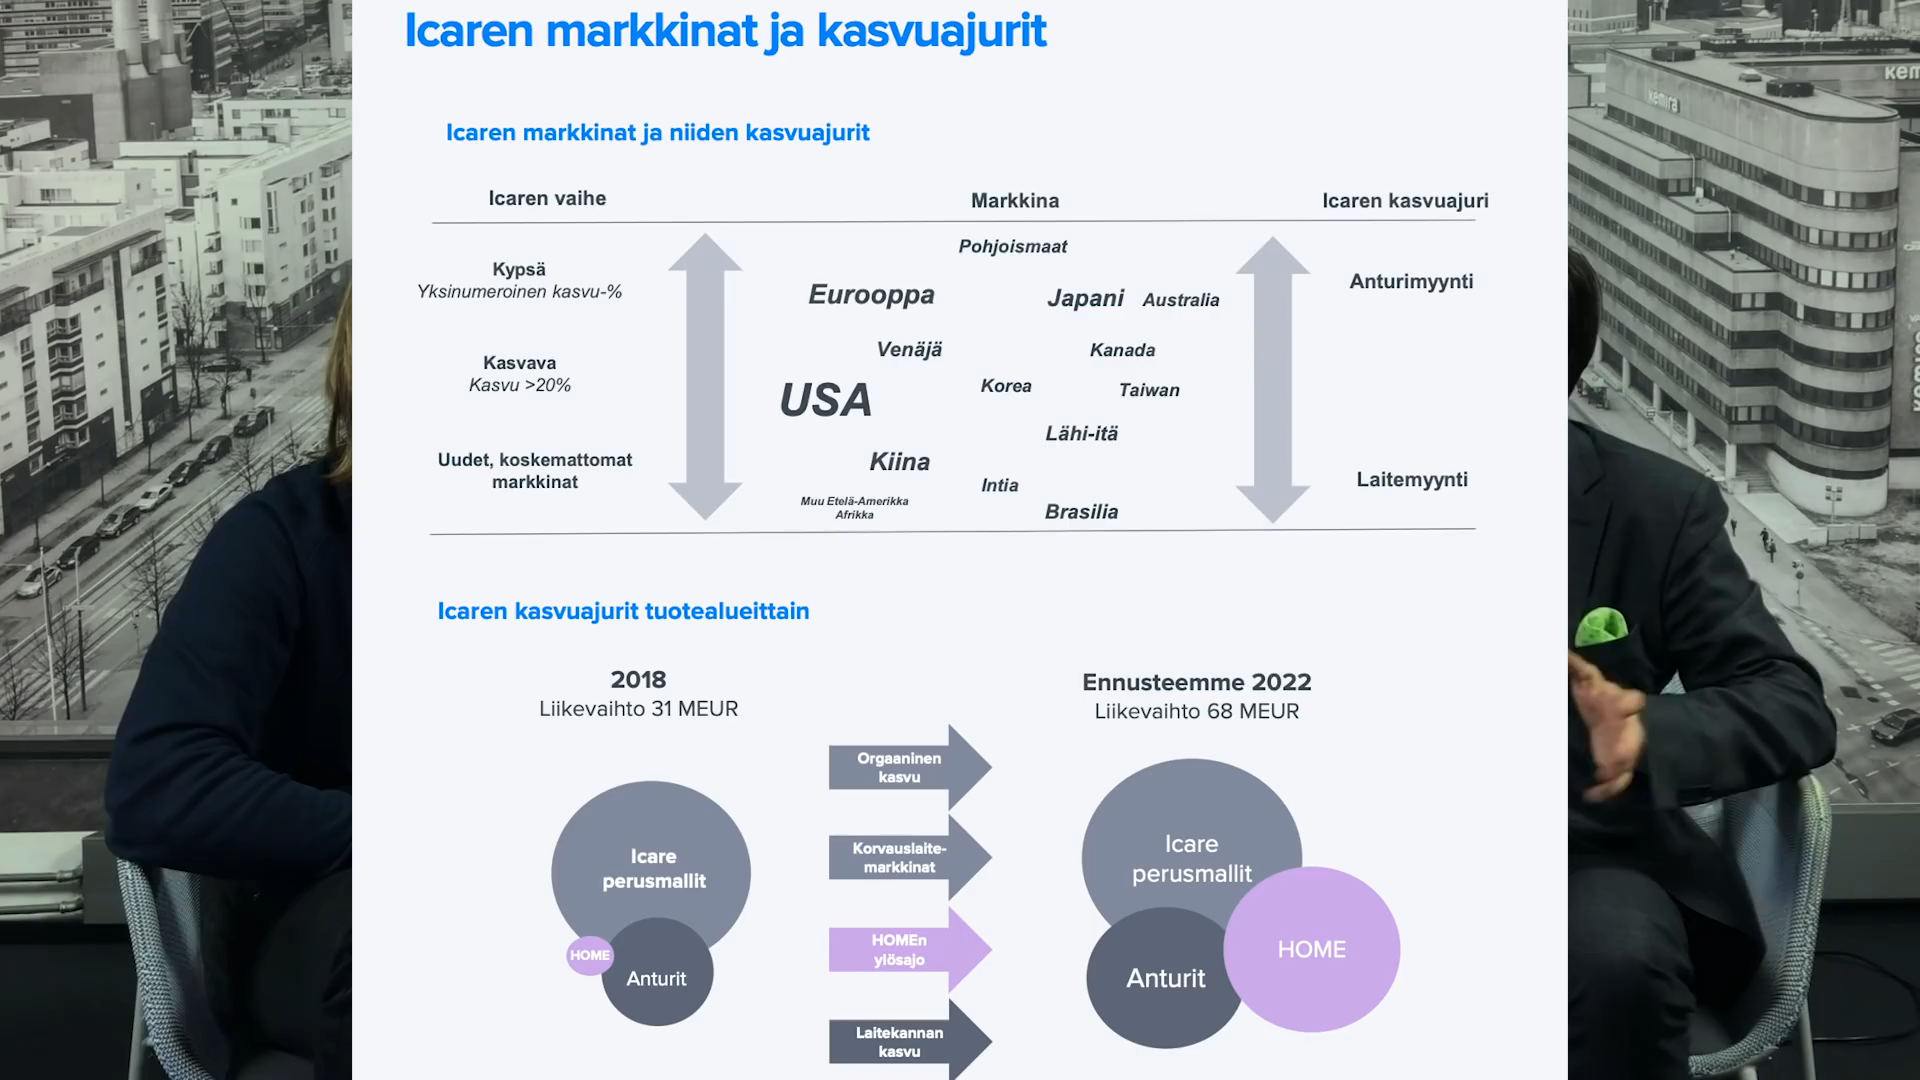 Icaren markkinat ja kasvuajurit
Icaren markkinat ja niiden kasvuajurit
Icaren vaihe
Markkina
Icaren kasvuajuri
Kypsä
Yksinumeroinen kasvu-%
Kasvava
Kasvu >20%
Uudet, koskemattomat
markkinat
Pohjoismaat
Eurooppa
Japani
Australia
Venäjä
Kanada
USA
Korea
Taiwan
Lähi-itä
Kiina
Intia
Muu Etelä-Amerikka
Afrikka
Brasilia
Anturimyynti
Laitemyynti
Icaren kasvuajurit tuotealueittain
2018
Liikevaihto 31 MEUR
Icare
perusmallit
HOME
Anturit
Orgaaninen
kasvu
Korvauslaite-
markkinat
HOMEn
ylösajo
Laitekannan
kasvu
Ennusteemme 2022
Liikevaihto 68 MEUR
Icare
perusmallit
HOME
Anturit
kemira